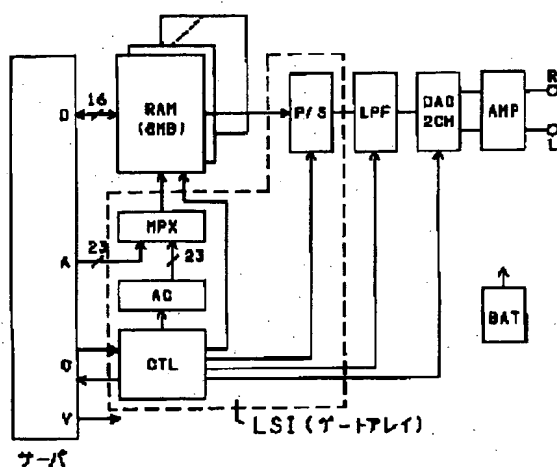 R
16
D
RAM
(8MB)
P/S
LPF
DAC
2CH
AMP
L
MPX
A
23
23
AC
BAT
C
CTL
V
LSI(ゲートアレイ)
サーバ